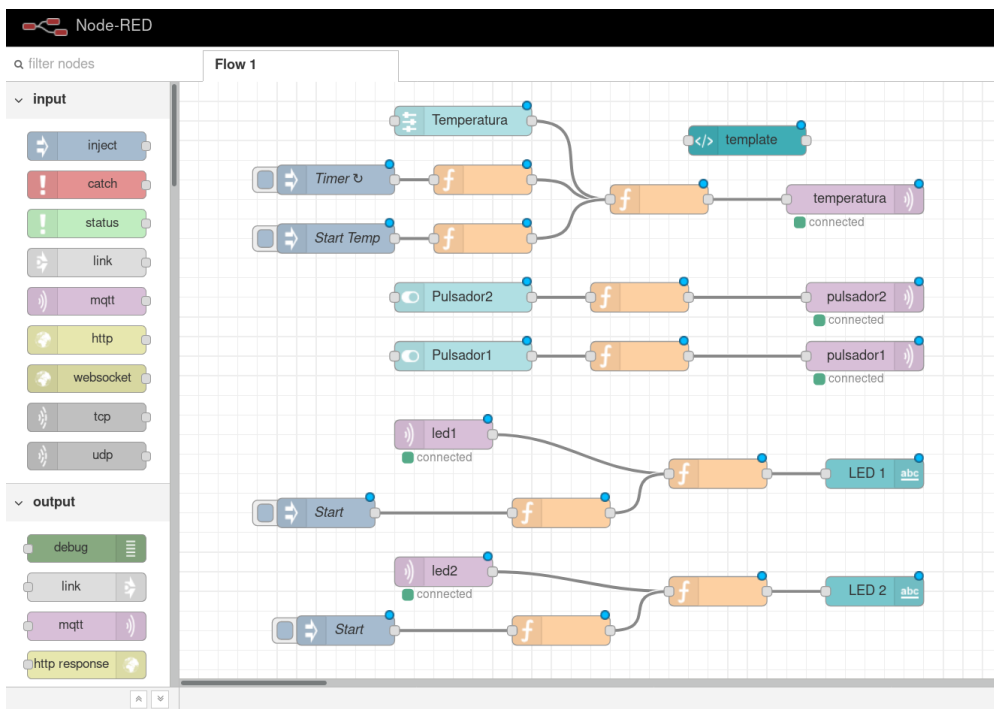 Node-RED
filter nodes
Flow 1
input
inject
catch
status
link
mqtt
http
websocket
tcp
udp
output
debug
link
mqtt
http response
Temperatura
template
Timer ↻
temperatura
connected
Start Temp
Pulsador2
pulsador2
connected
Pulsador1
pulsador1
connected
led1
connected
LED 1 abc
Start
led2
connected
LED 2 abc
Start